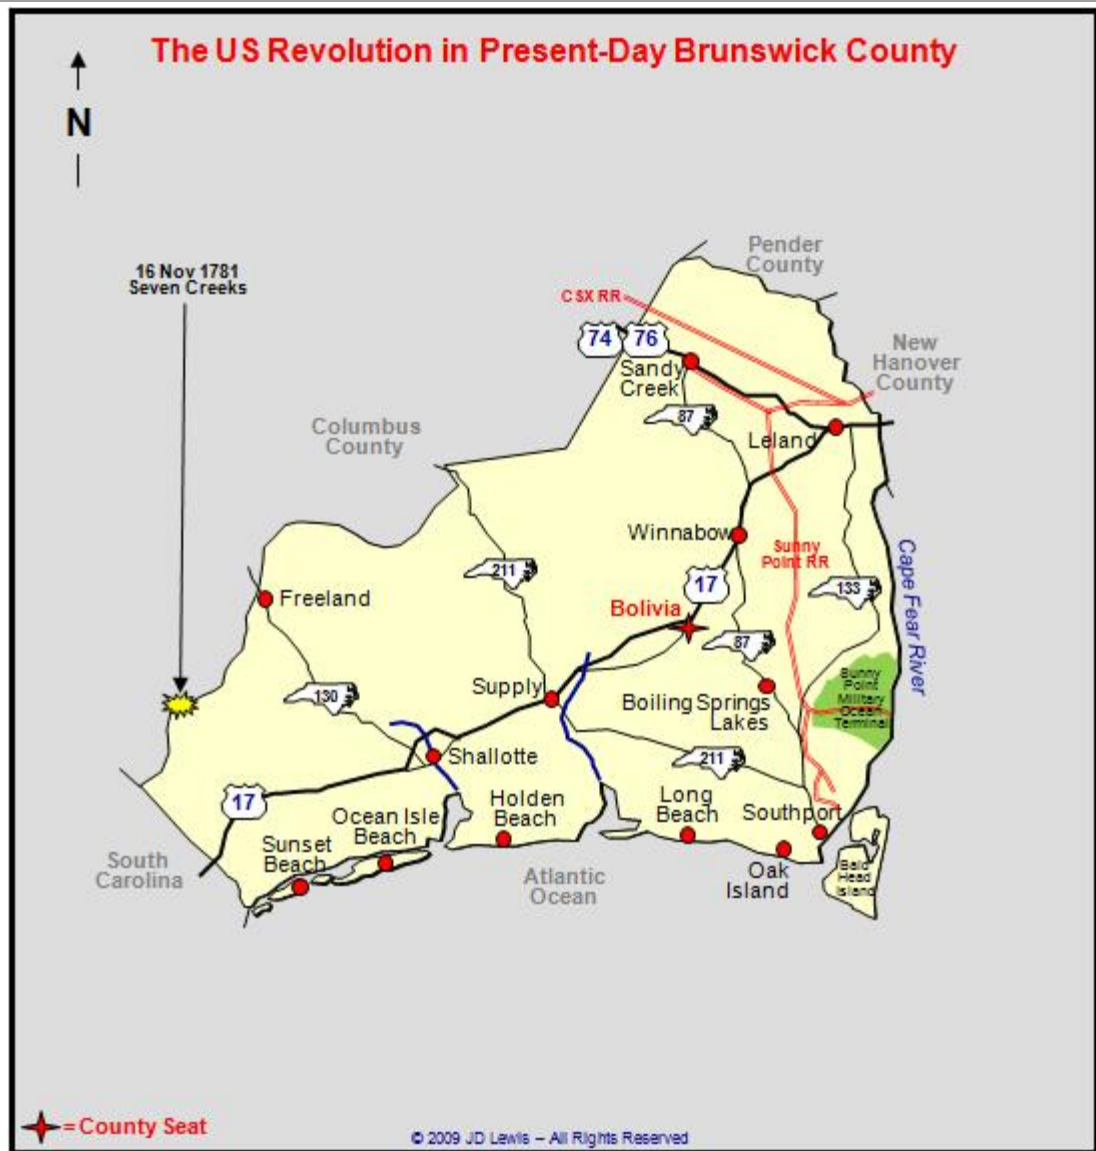 The US Revolution in Present-Day Brunswick County
N
Pender
County
16 Nov 1781
Seven Creeks
CSX RR
74
76
New
Hanover
County
Sandy
Creek
87
Columbus
County
Leland
Winnabow
Sunny
Point RR
Cape Fear River
211
17
133
Freeland
Bolivia
87
Sunny
Point
Military
Ocean
Terminal
Supply
Boiling Springs
Lakes
130
Shallotte
211
17
Holden
Beach
Long
Beach
Southport
Ocean Isle
Beach
Sunset
Beach
South
Carolina
Atlantic
Ocean
Oak
Island
Bald
Head
Island
= County Seat
© 2009 JD Lewis – All Rights Reserved